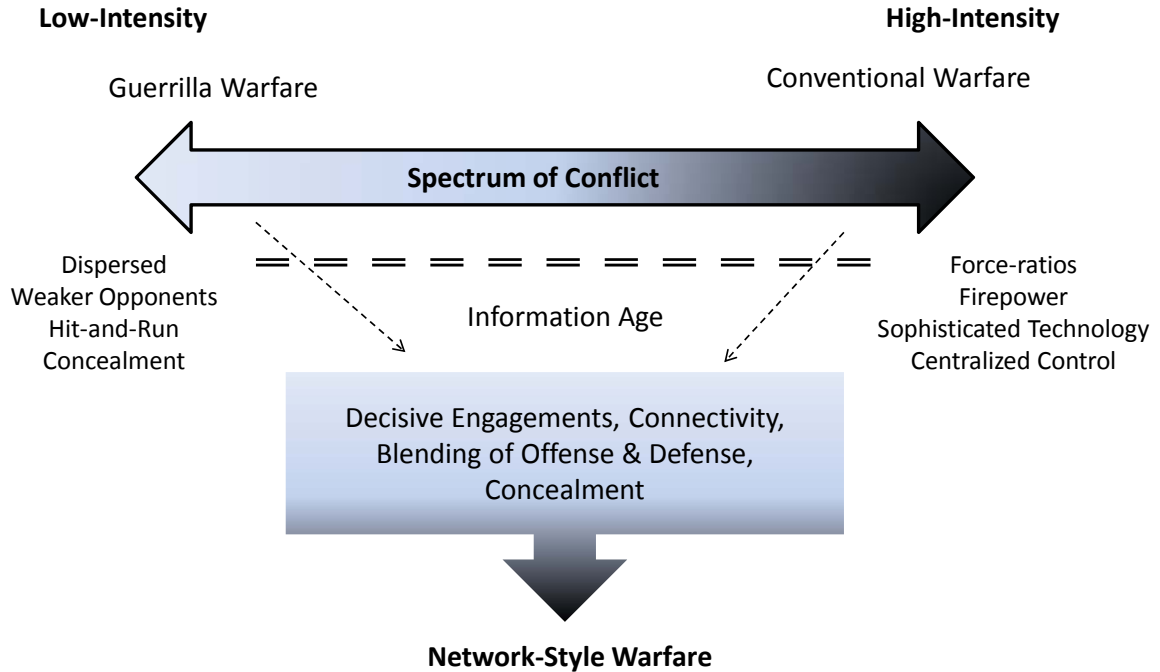 Low-Intensity
High-Intensity
Guerrilla Warfare
Conventional Warfare
Spectrum of Conflict
Dispersed
Weaker Opponents
Hit-and-Run
Concealment
Force-ratios
Firepower
Sophisticated Technology
Centralized Control
Information Age
Decisive Engagements, Connectivity,
Blending of Offense & Defense,
Concealment
Network-Style Warfare